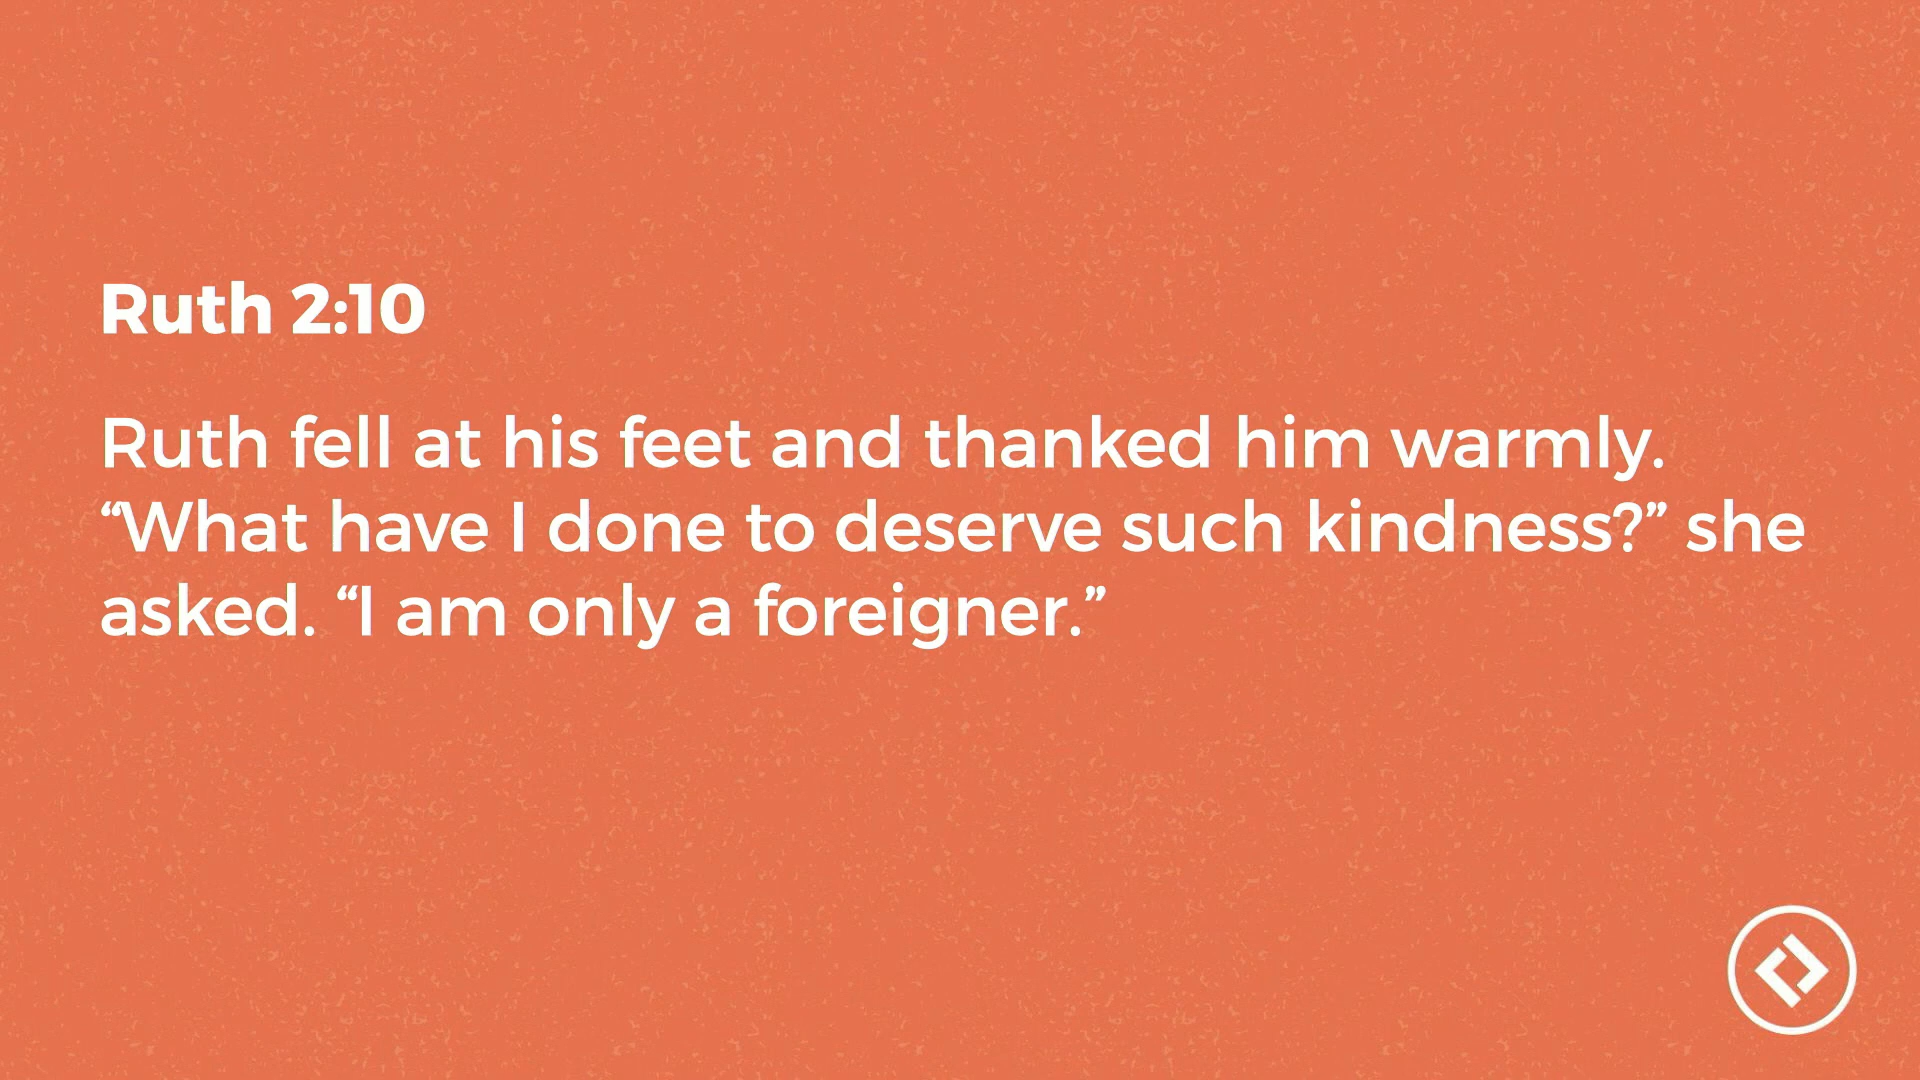 Ruth 2:10
Ruth fell at his feet and thanked him warmly.
“What have I done to deserve such kindness?” she
asked. “I am only a foreigner.”